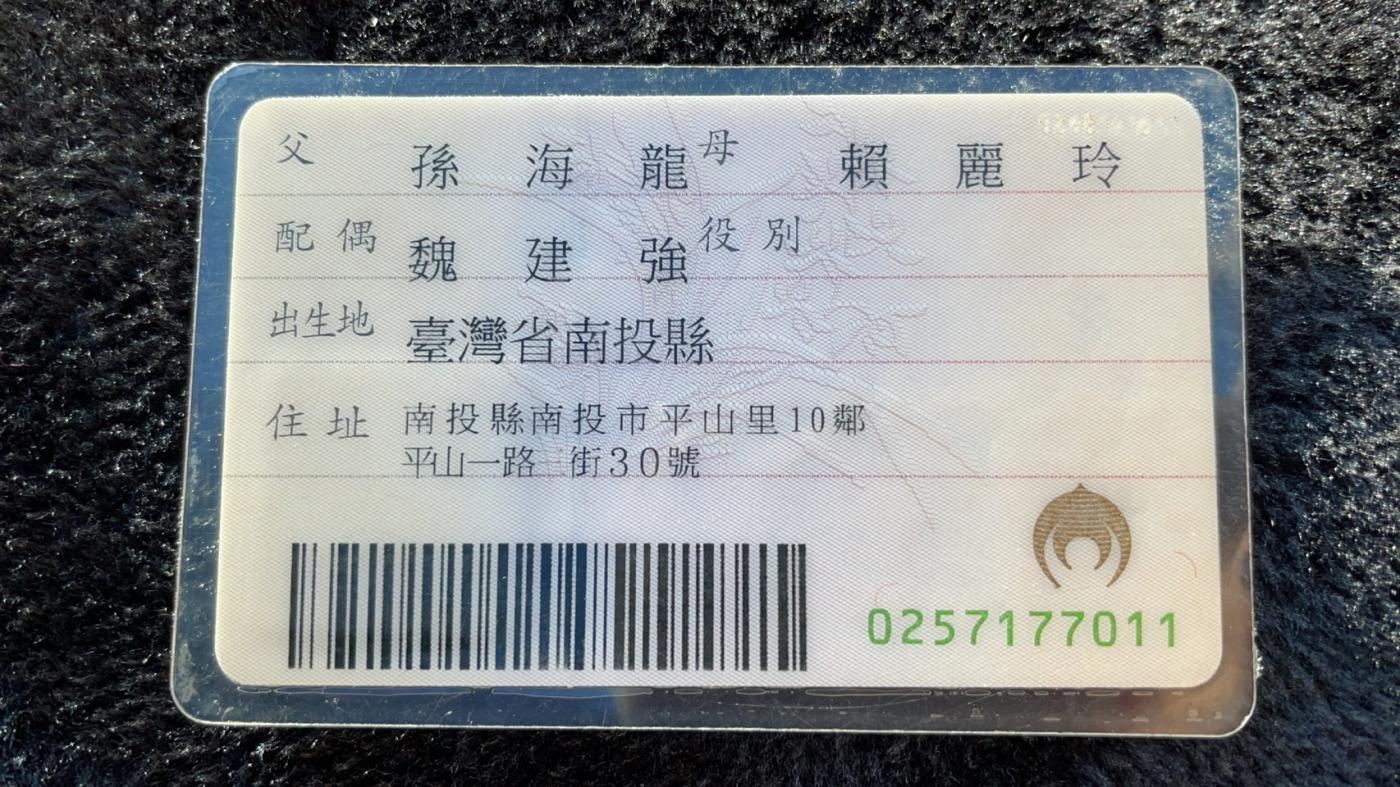 父 孫海龍 母 賴麗玲
配偶 魏建強 役別
出生地 臺灣省南投縣
住址 南投縣南投市平山里10鄰
平山一路 街30號
0257177011